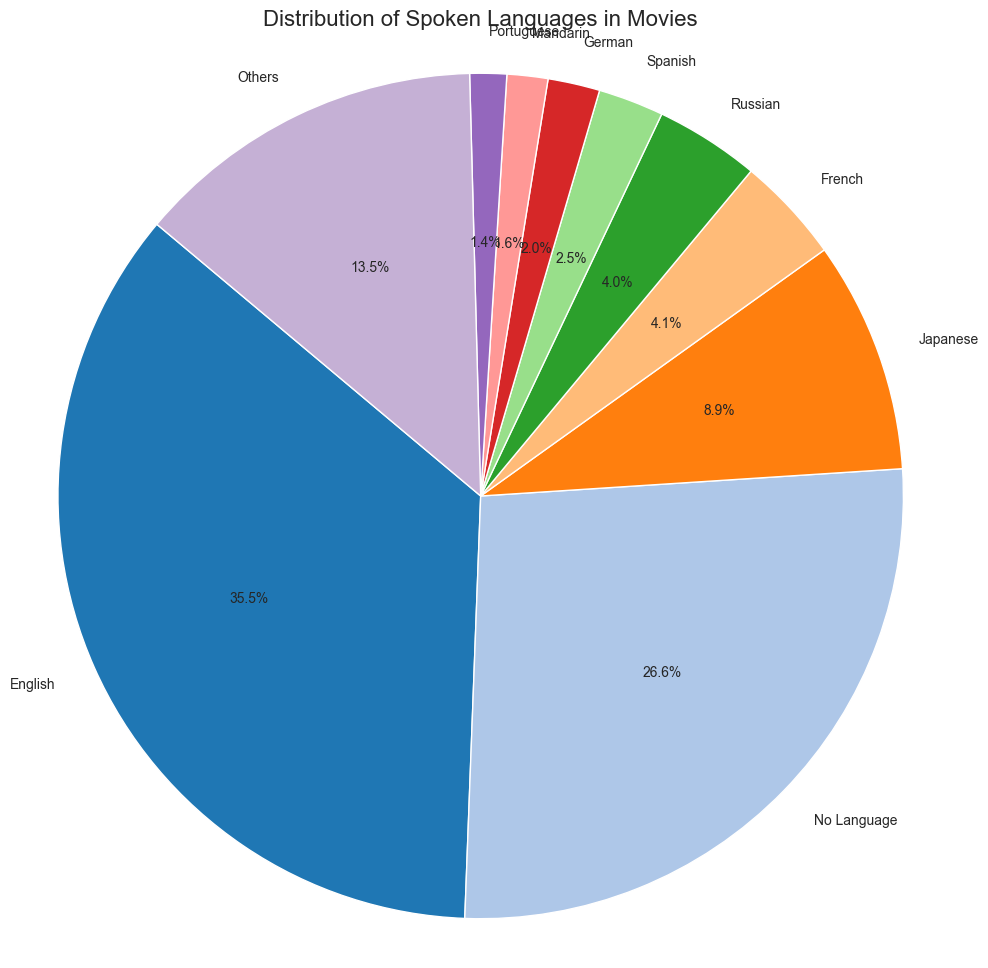 Distribution of Spoken Languages in Movies
Portuguese
Mandarin
German
Spanish
Others
Russian
French
1.4%
1.6%
2.0%
2.5%
13.5%
4.0%
4.1%
Japanese
8.9%
35.5%
26.6%
English
No Language